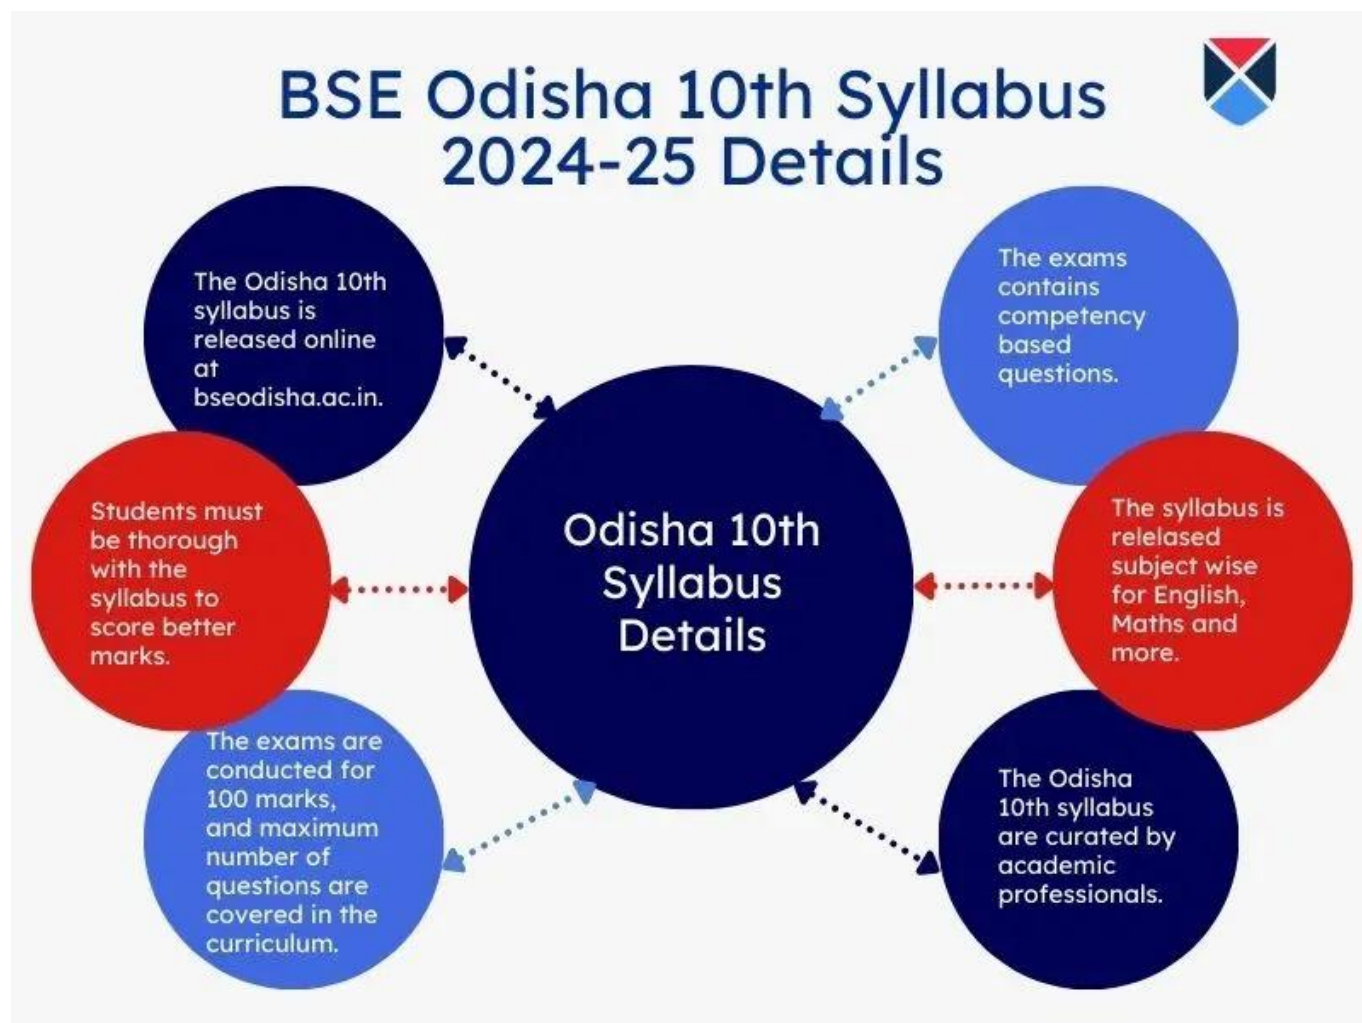 BSE Odisha 10th Syllabus
2024-25 Details
The Odisha 10th
syllabus is
released online
at
bseodisha.ac.in.
The exams
contains
competency
based
questions.
Students must
be thorough
with the
syllabus to
score better
marks.
Odisha 10th
Syllabus
Details
The syllabus is
relelased
subject wise
for English,
Maths and
more.
The exams are
conducted for
100 marks,
and maximum
number of
questions are
covered in the
curriculum.
The Odisha
10th syllabus
are curated by
academic
professionals.